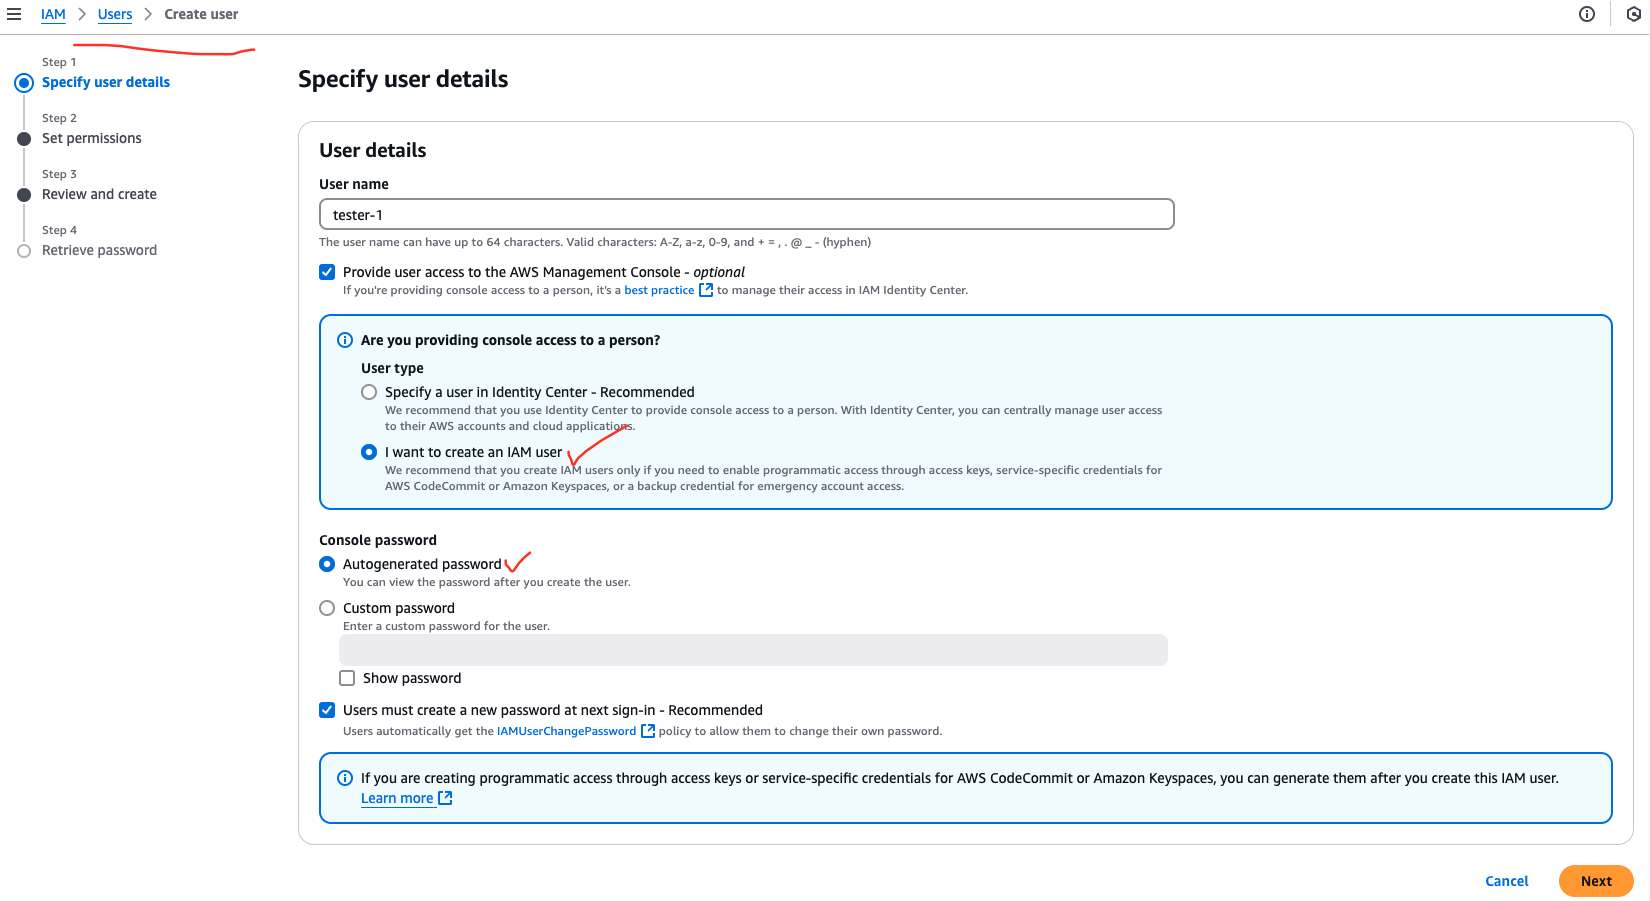 IAM > Users > Create user
Step 1
Specify user details
Step 2
Set permissions
Step 3
Review and create
Step 4
Retrieve password
Specify user details
User details
User name
tester-1
The user name can have up to 64 characters. Valid characters: A-Z, a-z, 0-9, and + = , . @ _ - (hyphen)
Provide user access to the AWS Management Console - optional
If you're providing console access to a person, it's a best practice to manage their access in IAM Identity Center.
Are you providing console access to a person?
User type
Specify a user in Identity Center - Recommended
We recommend that you use Identity Center to provide console access to a person. With Identity Center, you can centrally manage user access
to their AWS accounts and cloud applications.
I want to create an IAM user
We recommend that you create IAM users only if you need to enable programmatic access through access keys, service-specific credentials for
AWS CodeCommit or Amazon Keyspaces, or a backup credential for emergency account access.
Console password
Autogenerated password
You can view the password after you create the user.
Custom password
Enter a custom password for the user.
Show password
Users must create a new password at next sign-in - Recommended
Users automatically get the IAMUserChangePassword policy to allow them to change their own password.
If you are creating programmatic access through access keys or service-specific credentials for AWS CodeCommit or Amazon Keyspaces, you can generate them after you create this IAM user.
Learn more
Cancel
Next